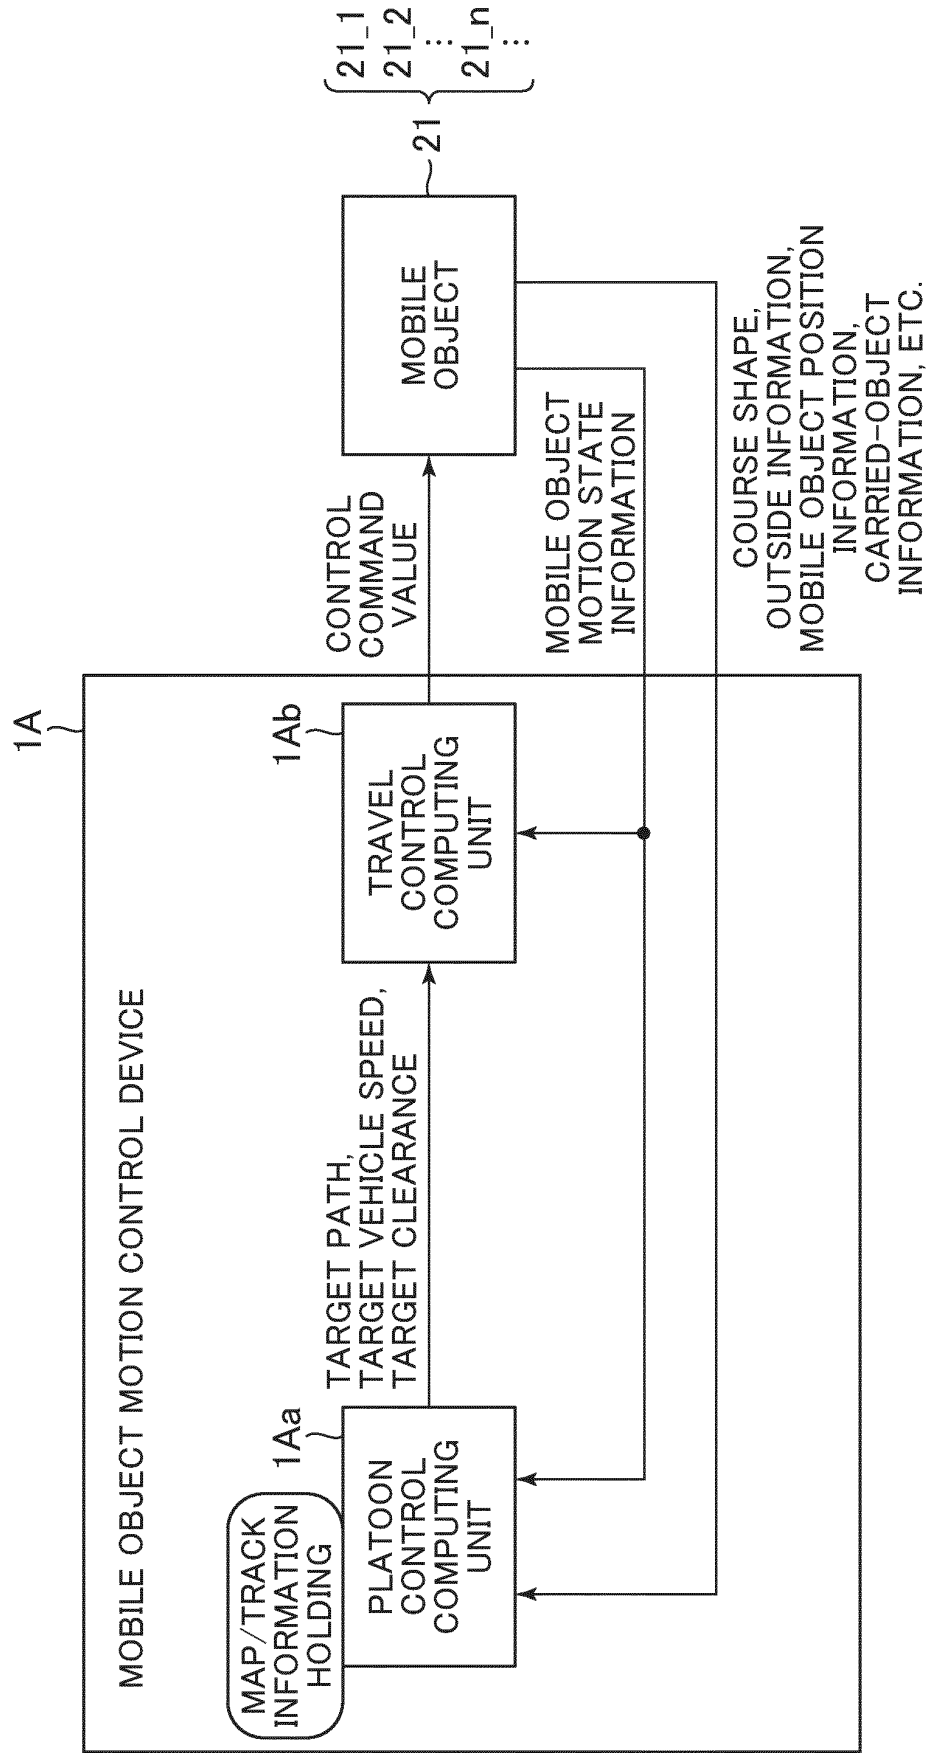 1A
MOBILE OBJECT MOTION CONTROL DEVICE
MAP/TRACK
INFORMATION
HOLDING
1Aa
PLATOON
CONTROL
COMPUTING
UNIT
TARGET PATH,
TARGET VEHICLE SPEED,
TARGET CLEARANCE
1Ab
TRAVEL
CONTROL
COMPUTING
UNIT
CONTROL
COMMAND
VALUE
MOBILE
OBJECT
21
21_1
21_2
⋮
21_n
⋮
MOBILE OBJECT
MOTION STATE
INFORMATION
COURSE SHAPE,
OUTSIDE INFORMATION,
MOBILE OBJECT POSITION
INFORMATION,
CARRIED-OBJECT
INFORMATION, ETC.